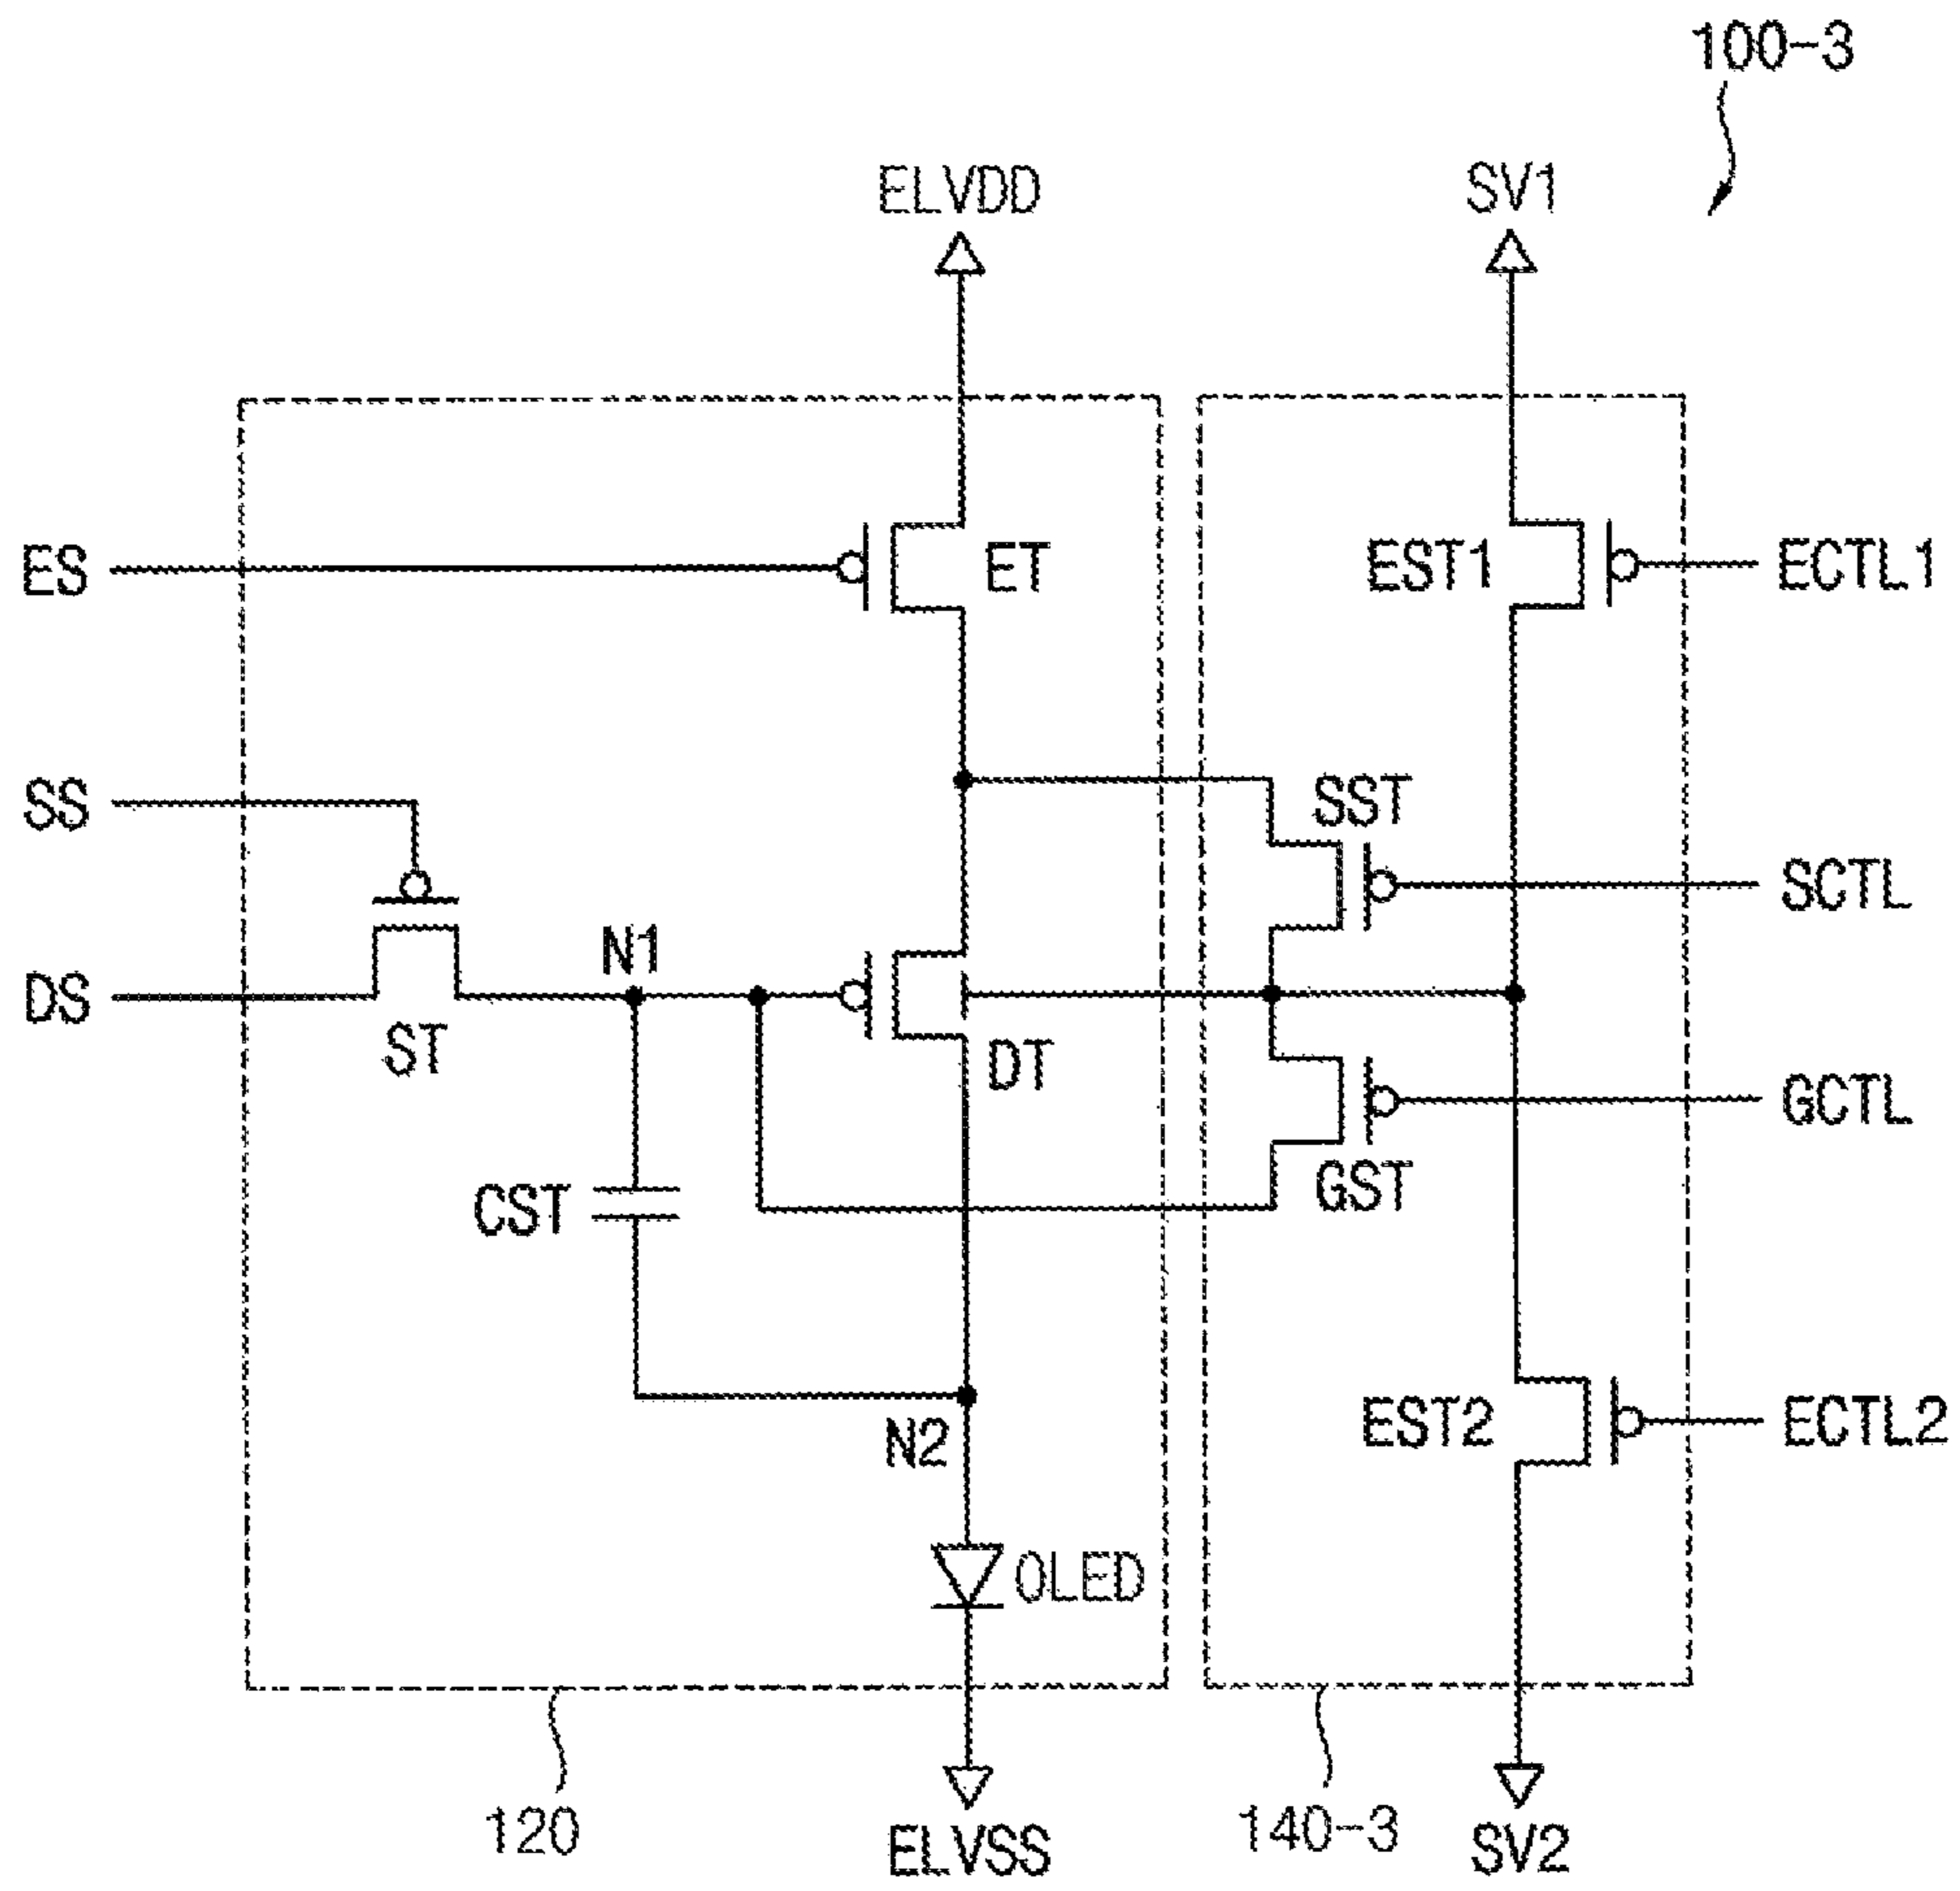 100-3
ELVDD
SV1
ES
ET
EST1
ECTL1
SS
SST
SCTL
N1
DS
ST
DT
GCTL
CST
GST
N2
EST2
ECTL2
OLED
120
140-3
ELVSS
SV2